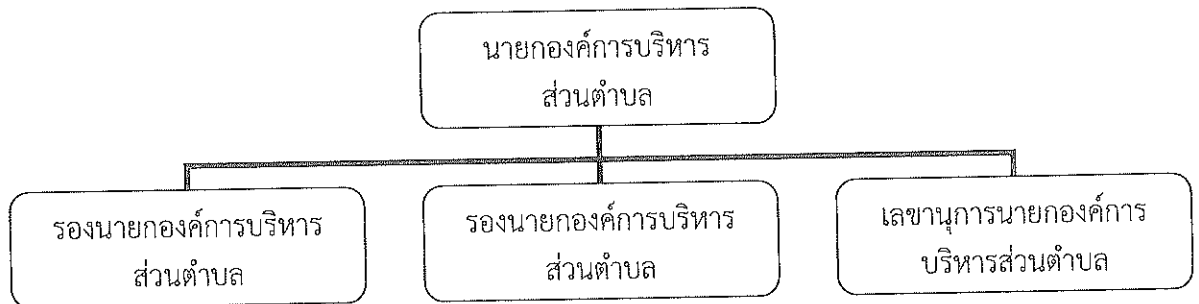 นายกองค์การบริหาร
ส่วนตำบล
รองนายกองค์การบริหาร
ส่วนตำบล
รองนายกองค์การบริหาร
ส่วนตำบล
เลขานุการนายกองค์การ
บริหารส่วนตำบล